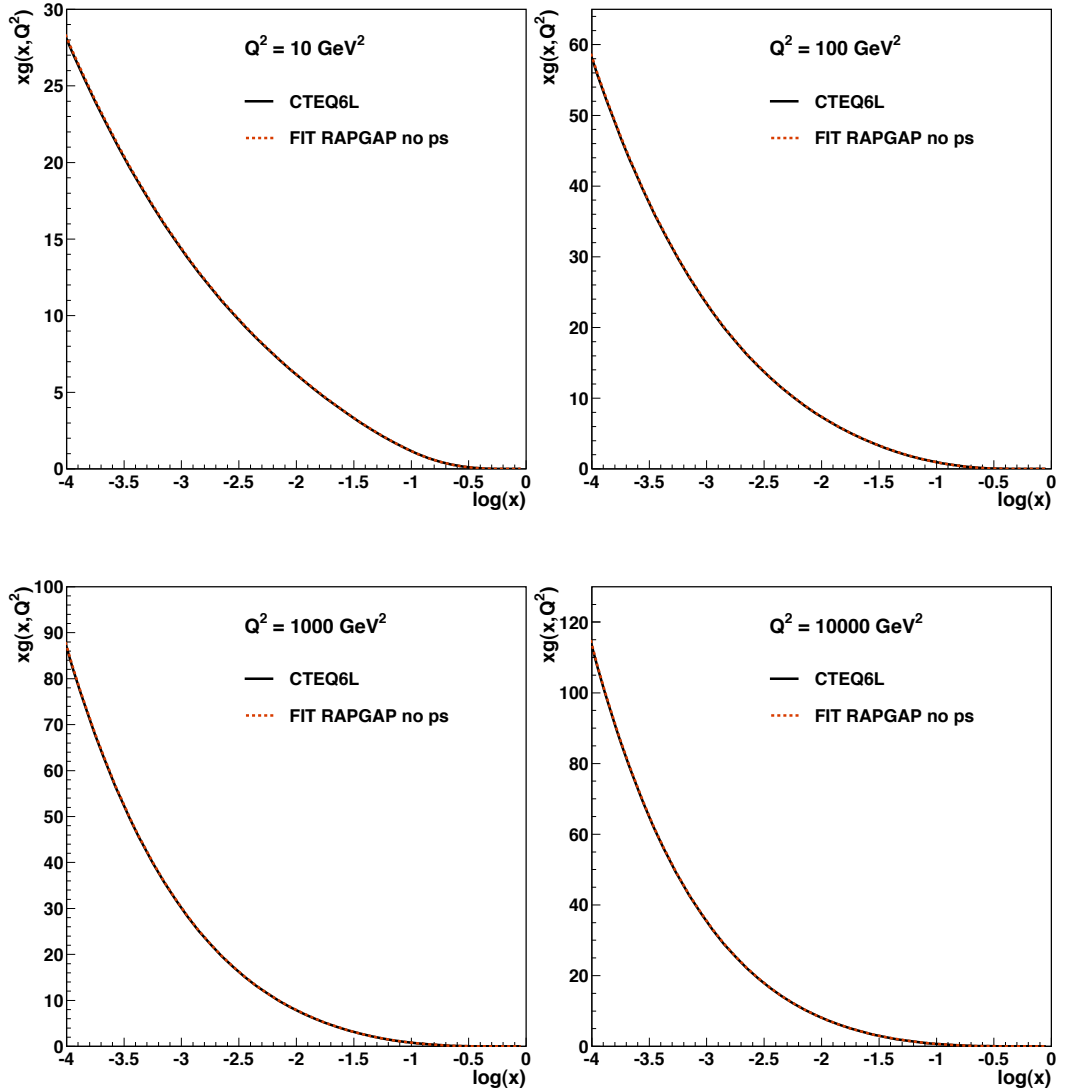 xg(x,Q²)
30
25
20
15
10
5
0
Q² = 10 GeV²
CTEQ6L
FIT RAPGAP no ps
-4 -3.5 -3 -2.5 -2 -1.5 -1 -0.5 0
log(x)
xg(x,Q²)
60
50
40
30
20
10
0
Q² = 100 GeV²
CTEQ6L
FIT RAPGAP no ps
-4 -3.5 -3 -2.5 -2 -1.5 -1 -0.5 0
log(x)
xg(x,Q²)
100
90
80
70
60
50
40
30
20
10
0
Q² = 1000 GeV²
CTEQ6L
FIT RAPGAP no ps
-4 -3.5 -3 -2.5 -2 -1.5 -1 -0.5 0
log(x)
xg(x,Q²)
120
100
80
60
40
20
0
Q² = 10000 GeV²
CTEQ6L
FIT RAPGAP no ps
-4 -3.5 -3 -2.5 -2 -1.5 -1 -0.5 0
log(x)